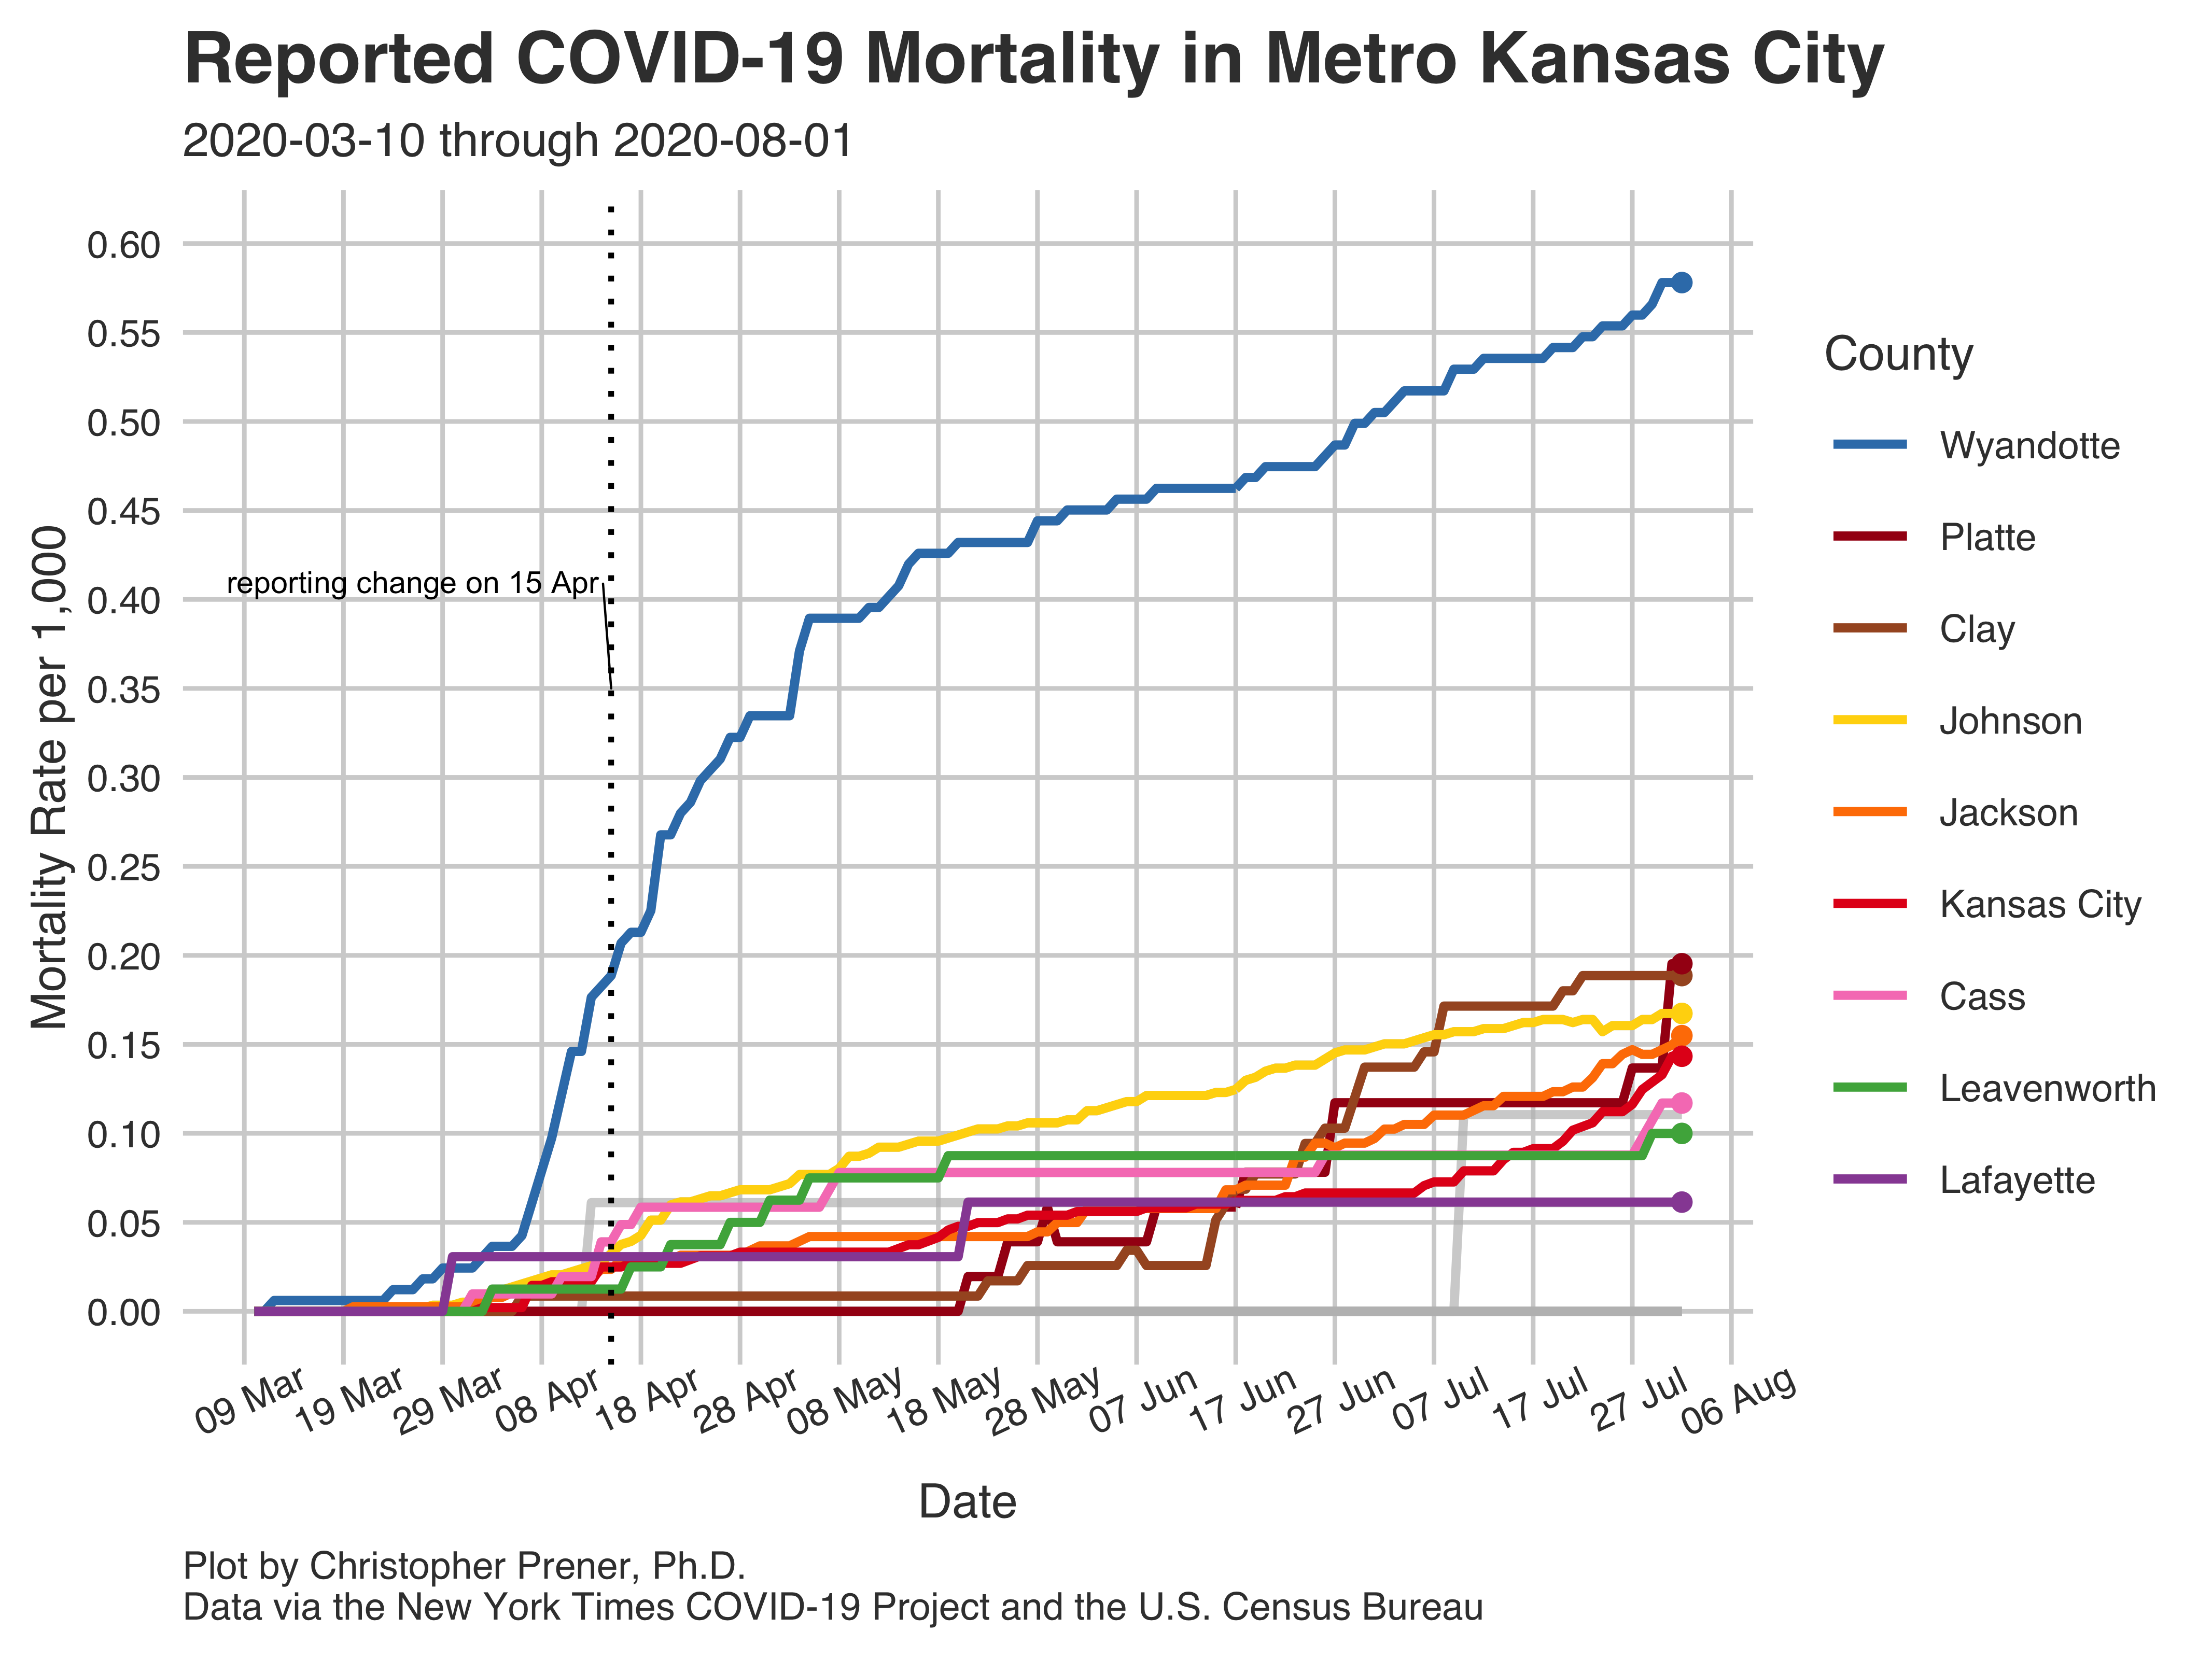 Reported COVID-19 Mortality in Metro Kansas City
2020-03-10 through 2020-08-01
Mortality Rate per 1,000
0.60
0.55
0.50
0.45
0.40
0.35
0.30
0.25
0.20
0.15
0.10
0.05
0.00
reporting change on 15 Apr
09 Mar
19 Mar
29 Mar
08 Apr
18 Apr
28 Apr
08 May
18 May
28 May
07 Jun
17 Jun
27 Jun
07 Jul
17 Jul
27 Jul
06 Aug
Date
County
Wyandotte
Platte
Clay
Johnson
Jackson
Kansas City
Cass
Leavenworth
Lafayette
Plot by Christopher Prener, Ph.D.
Data via the New York Times COVID-19 Project and the U.S. Census Bureau